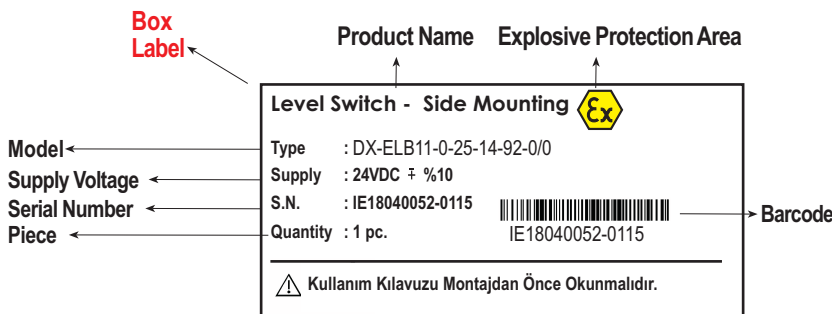 Box
Label
Product Name
Explosive Protection Area
Level Switch - Side Mounting
Ex
Model
Type : DX-ELB11-0-25-14-92-0/0
Supply Voltage
Supply : 24VDC ∓ %10
Serial Number
S.N. : IE18040052-0115
Piece
Quantity : 1 pc.
IE18040052-0115
Barcode
Kullanım Kılavuzu Montajdan Önce Okunmalıdır.